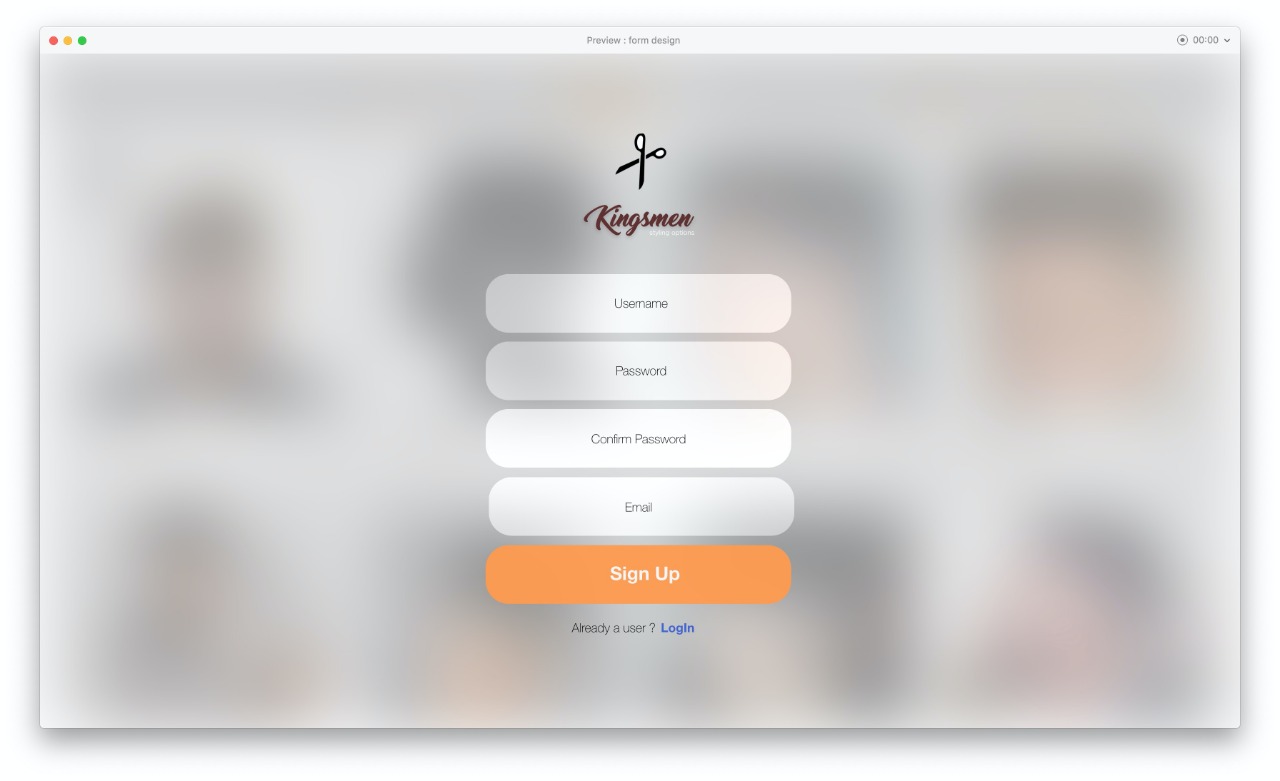 Preview : form design
00:00
Kingsmen
styling options
Username
Password
Confirm Password
Email
Sign Up
Already a user ? LogIn